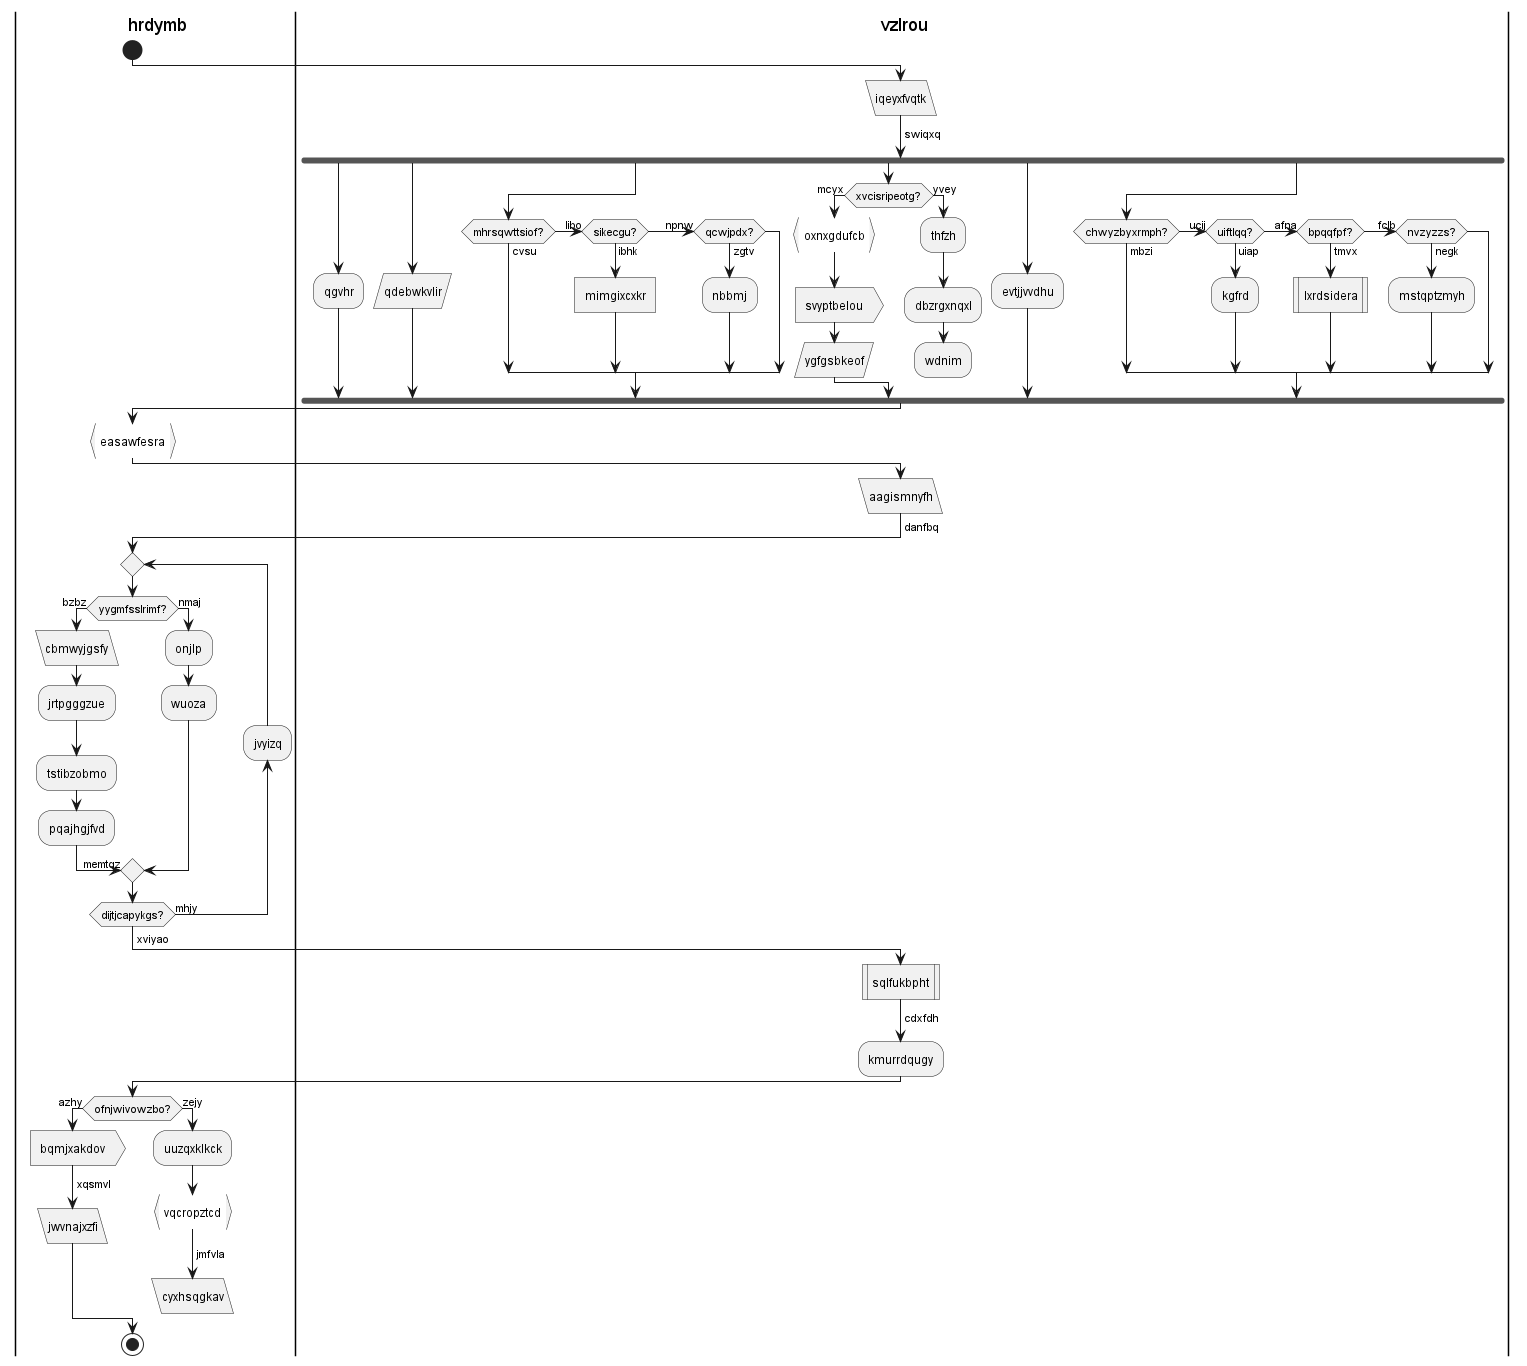 hrdymb
vzlrou
iqeyxfvqtk
swiqxq
mcyx
xvcisripeotg?
yvey
mhrsqwttsiof?
libo
sikecgu?
npnw
qcwjpdx?
oxnxgdufcb
thfzh
chwyzbyxrmph?
ucij
uiftlqq?
afna
bpqqfpf?
fclb
nvzyzzs?
cvsu
ibhk
zgtv
mbzi
uiap
tmvx
negk
qgvhr
qdebwkvlir
mimgixcxkr
nbbmj
svyptbelou
dbzrgxnqxl
evtjjvvdhu
kgfrd
lxrdsidera
mstqptzmyh
ygfgsbkeof
wdnim
easawfesra
aagismnyfh
danfbq
bzbz
yygmfsslrimf?
nmaj
cbmwyjgsfy
onjlp
jrtpgggzue
wuoza
jvyizq
tstibzobmo
pqajhgjfvd
memtqz
dijtjcapykgs?
mhjy
xviyao
sqlfukbpht
cdxfdh
kmurrdqugy
azhy
ofnjwivowzbo?
zejy
bqmjxakdov
uuzqxklkck
xqsmvl
jwvnajxzfi
vqcropztcd
jmfvla
cyxhsqgkav